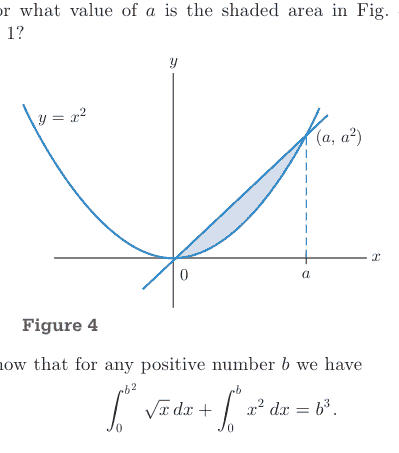 or what value of a is the shaded area in Fig.
1?
y
y = x²
(a, a²)
x
0
a
Figure 4
now that for any positive number b we have
∫₀^{b²} √x dx + ∫₀^{b} x² dx = b³.